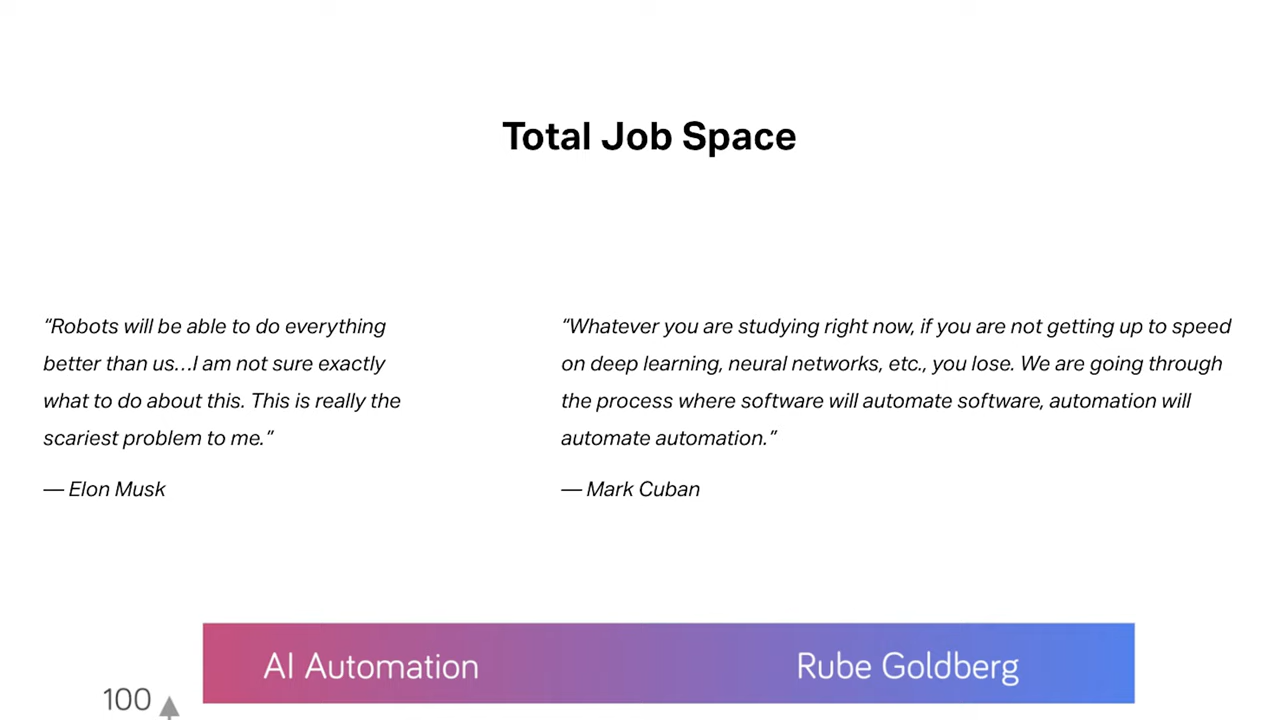 Total Job Space
“Robots will be able to do everything
better than us...I am not sure exactly
what to do about this. This is really the
scariest problem to me.”
— Elon Musk
“Whatever you are studying right now, if you are not getting up to speed
on deep learning, neural networks, etc., you lose. We are going through
the process where software will automate software, automation will
automate automation.”
— Mark Cuban
AI Automation
Rube Goldberg
100